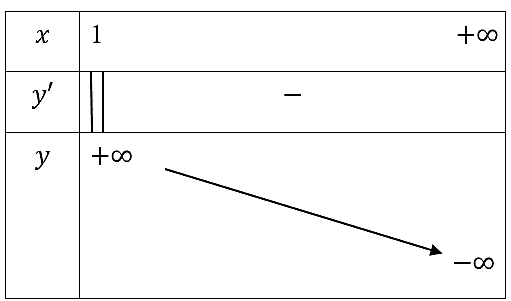 x 1 +∞
y′ −
y +∞
−∞